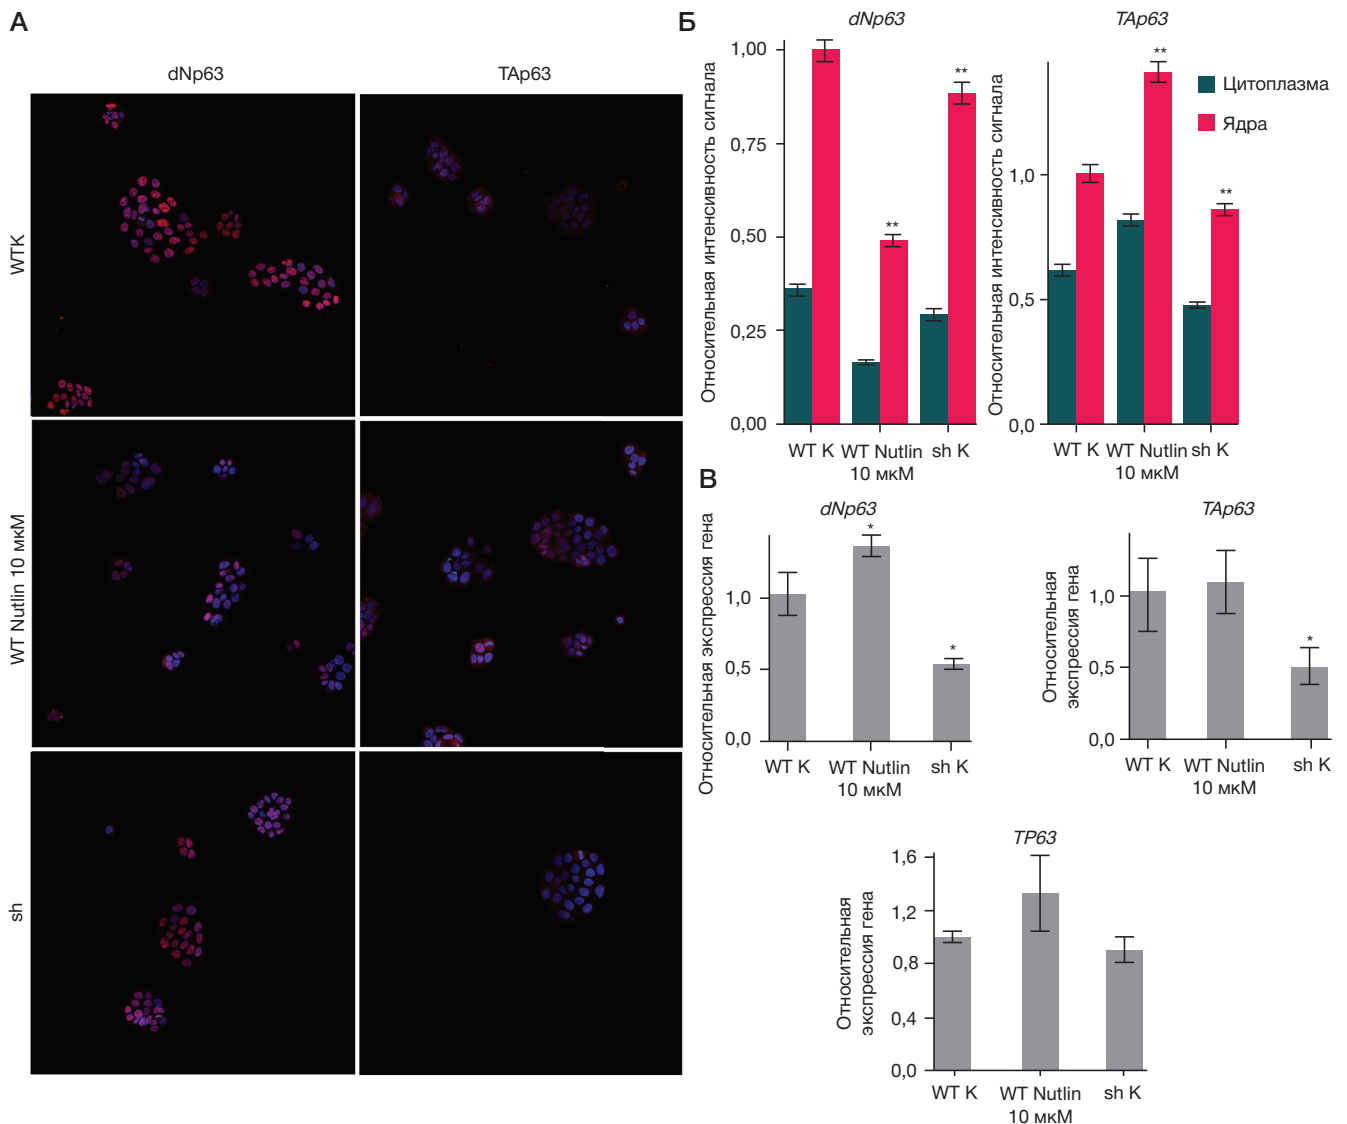 А
dNp63
TAp63
WTK
WT Nutlin 10 мкМ
sh
Б
dNp63
Относительная интенсивность сигнала
1,00
0,75
0,50
0,25
0,00
**
**
WT K
WT Nutlin
10 мкМ
sh K
TAp63
Относительная интенсивность сигнала
1,0
0,5
0,0
**
**
WT K
WT Nutlin
10 мкМ
sh K
Цитоплазма
Ядра
В
dNp63
Относительная экспрессия гена
1,0
0,5
0,0
*
*
WT K
WT Nutlin
10 мкМ
sh K
TAp63
Относительная
экспрессия гена
1,0
0,5
0,0
*
WT K
WT Nutlin
10 мкМ
sh K
TP63
Относительная
экспрессия гена
1,6
1,2
0,8
0,4
0,0
WT K
WT Nutlin
10 мкМ
sh K